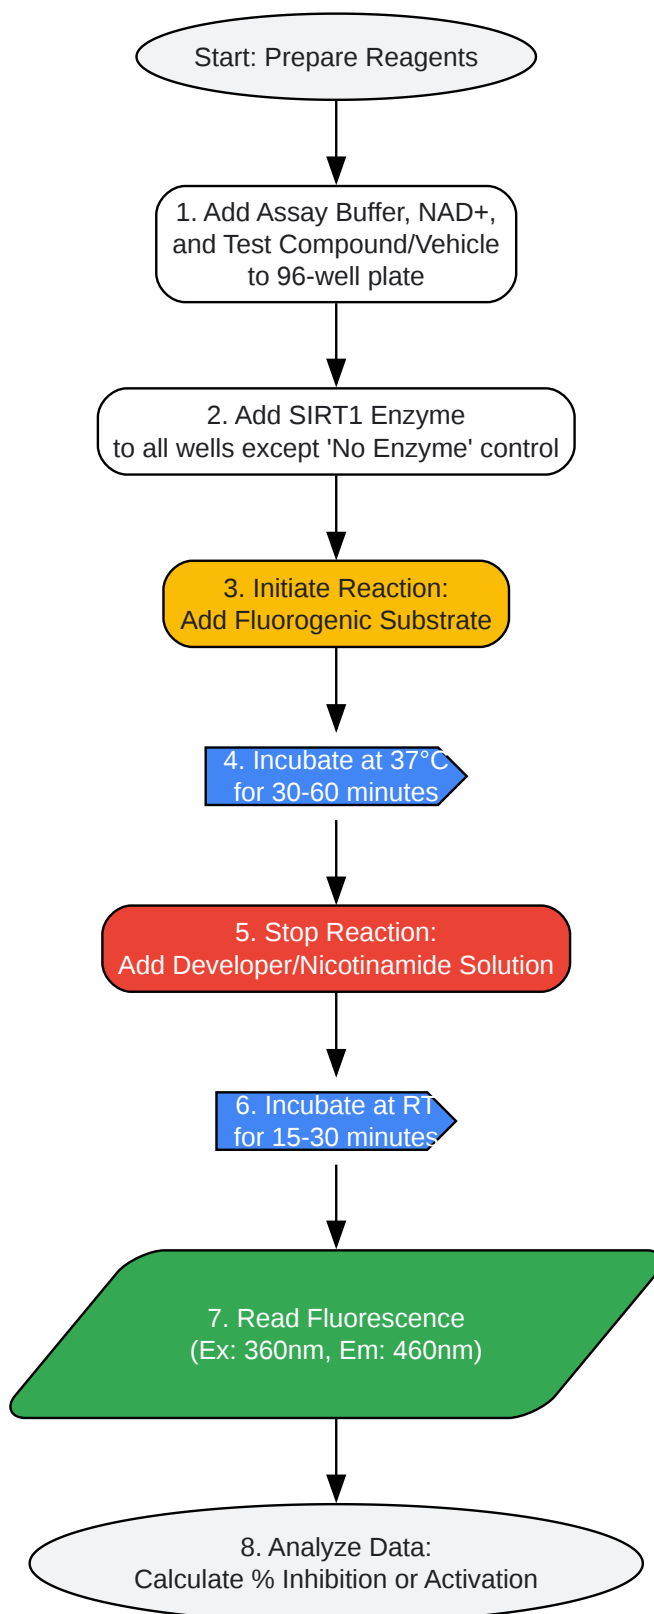 Start: Prepare Reagents
1. Add Assay Buffer, NAD+,
and Test Compound/Vehicle
to 96-well plate
2. Add SIRT1 Enzyme
to all wells except 'No Enzyme' control
3. Initiate Reaction:
Add Fluorogenic Substrate
4. Incubate at 37°C
for 30-60 minutes
5. Stop Reaction:
Add Developer/Nicotinamide Solution
6. Incubate at RT
for 15-30 minutes
7. Read Fluorescence
(Ex: 360nm, Em: 460nm)
8. Analyze Data:
Calculate % Inhibition or Activation